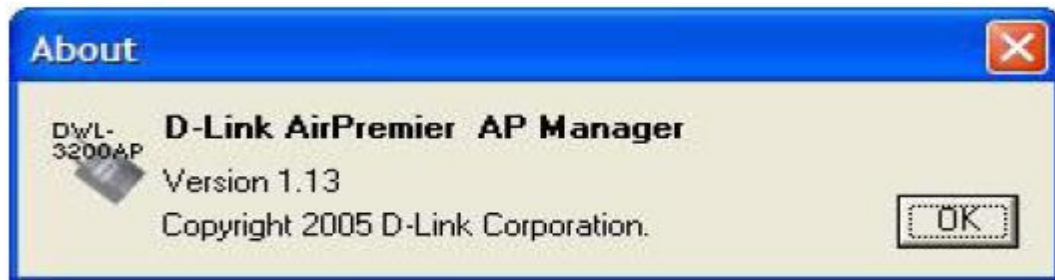 About
DWL-
3200AP
D-Link AirPremier AP Manager
Version 1.13
Copyright 2005 D-Link Corporation.
OK